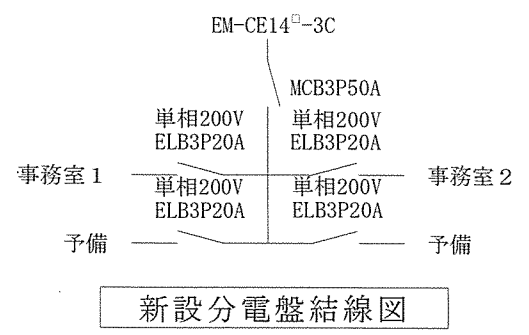 EM-CE14□-3C
MCB3P50A
単相200V 単相200V
ELB3P20A ELB3P20A
事務室1 事務室2
単相200V 単相200V
ELB3P20A ELB3P20A
予備 予備
新設分電盤結線図